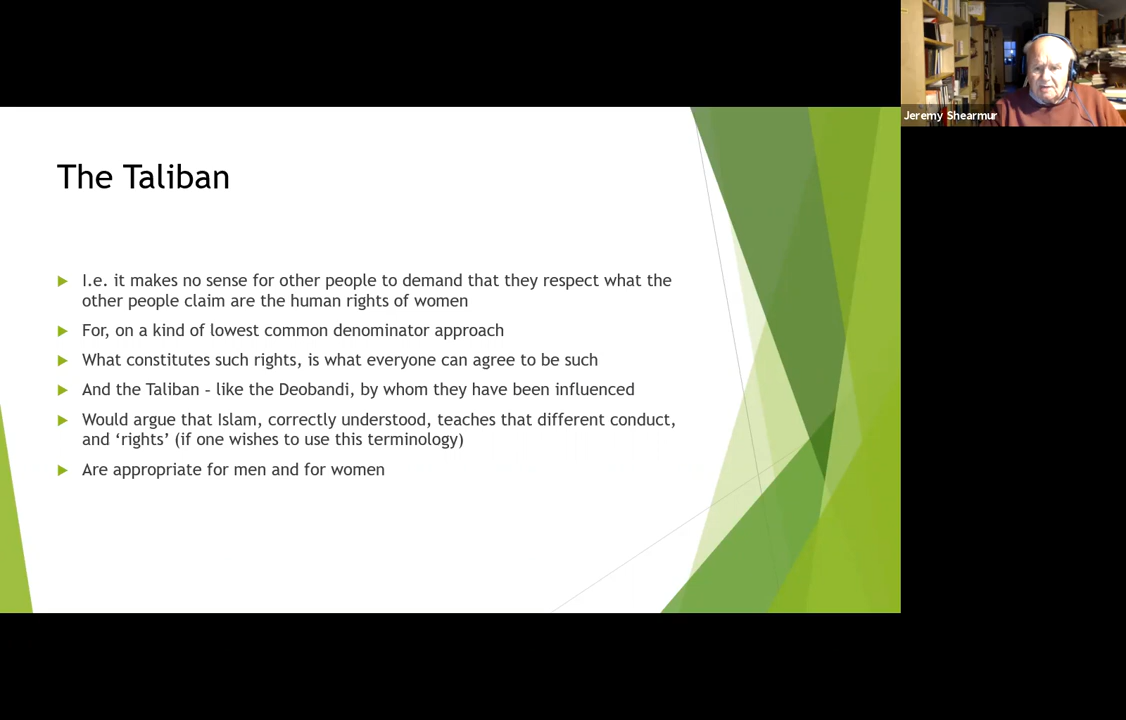 Jeremy Shearmur
The Taliban
I.e. it makes no sense for other people to demand that they respect what the
other people claim are the human rights of women
For, on a kind of lowest common denominator approach
What constitutes such rights, is what everyone can agree to be such
And the Taliban – like the Deobandi, by whom they have been influenced
Would argue that Islam, correctly understood, teaches that different conduct,
and ‘rights’ (if one wishes to use this terminology)
Are appropriate for men and for women